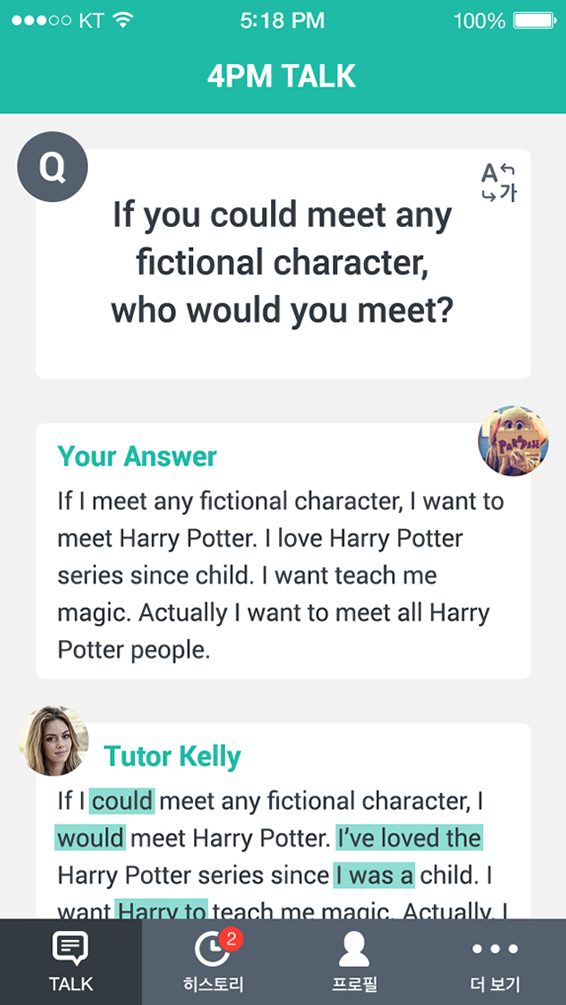 KT 5:18 PM 100%
4PM TALK
Q
A
가
If you could meet any
fictional character,
who would you meet?
PARADISE
Your Answer
If I meet any fictional character, I want to
meet Harry Potter. I love Harry Potter
series since child. I want teach me
magic. Actually I want to meet all Harry
Potter people.
Tutor Kelly
If I could meet any fictional character, I
would meet Harry Potter. I’ve loved the
Harry Potter series since I was a child. I
want Harry to teach me magic. Actually, I
2
TALK 히스토리 프로필 더 보기